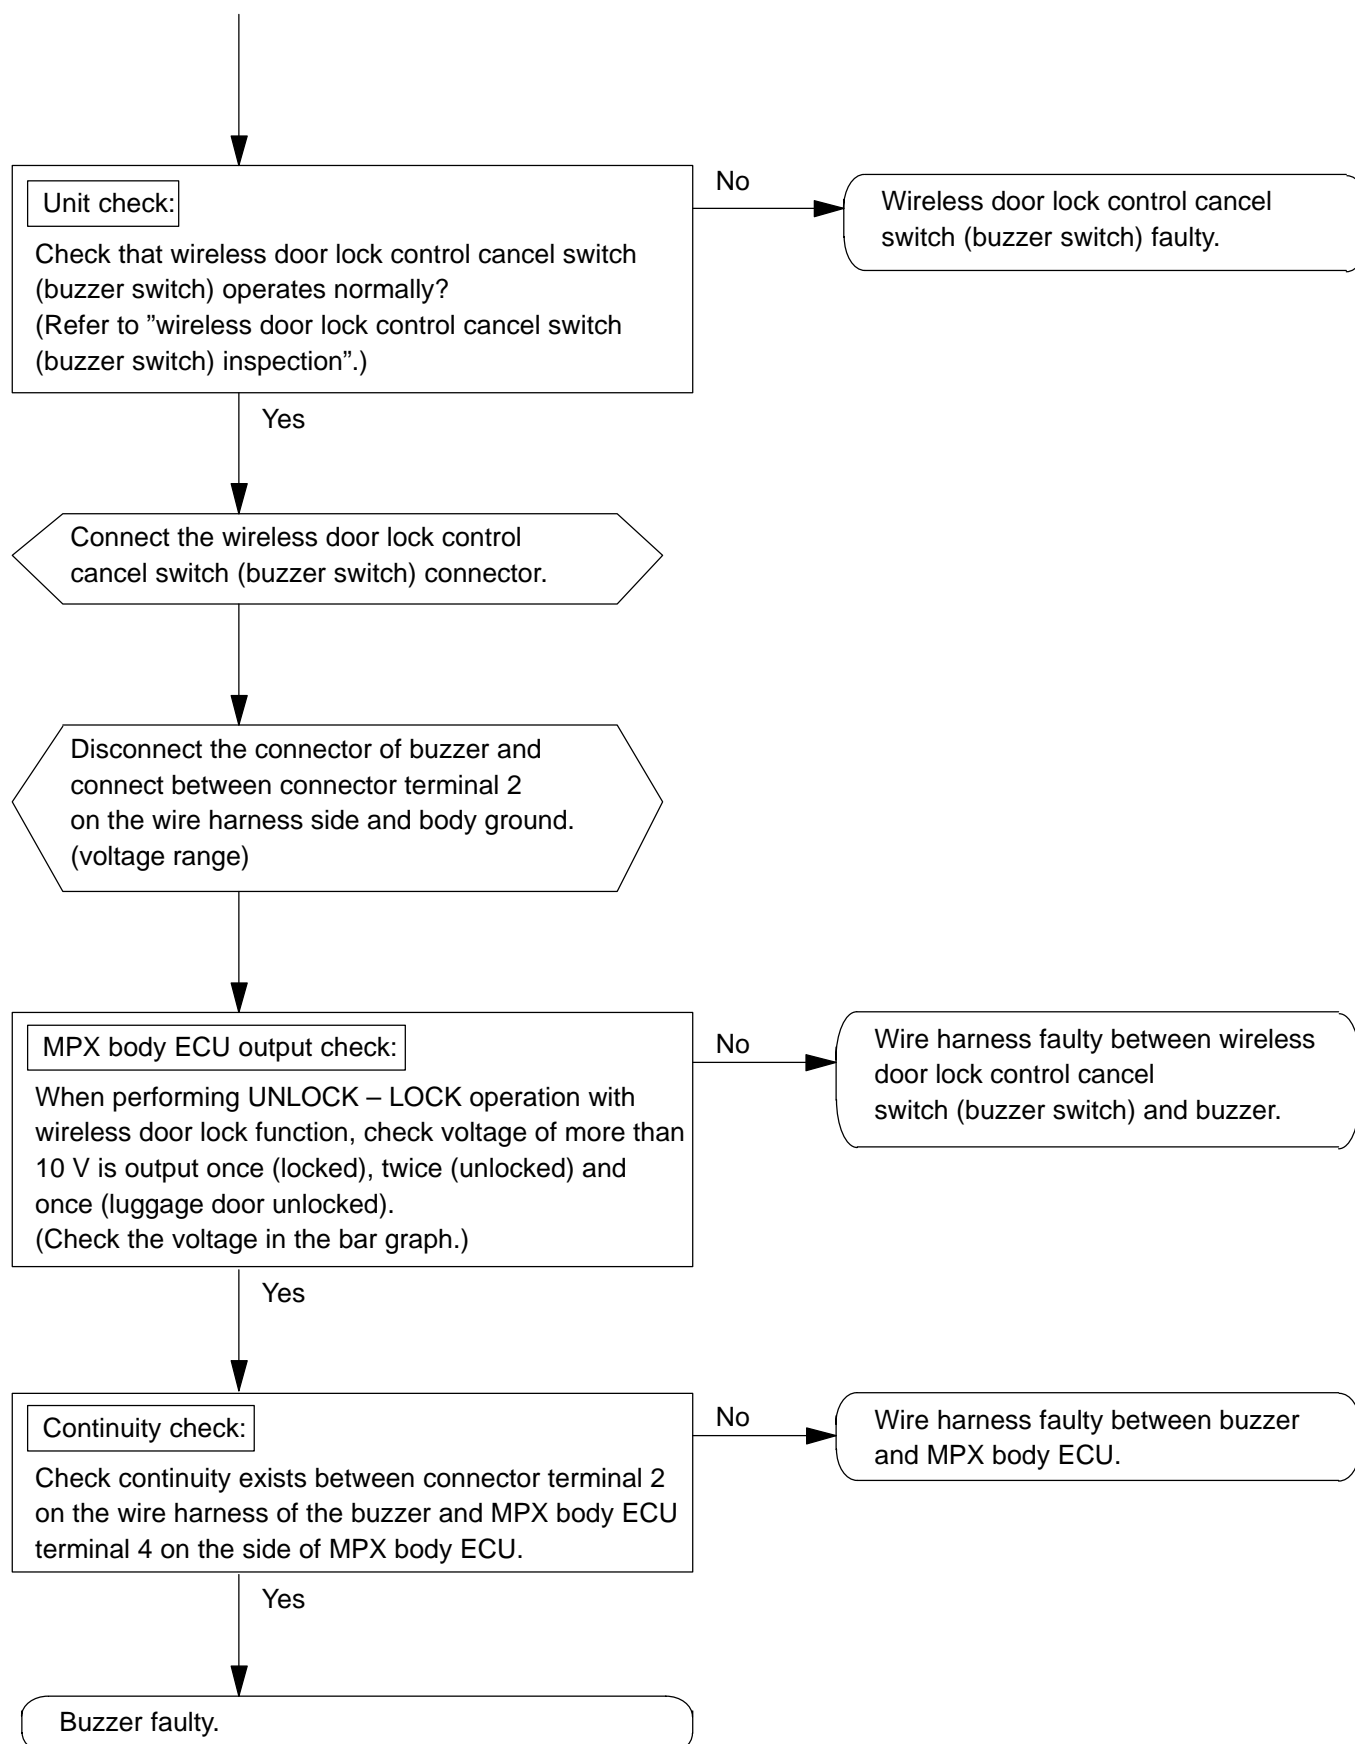 Unit check:
No
Wireless door lock control cancel
switch (buzzer switch) faulty.
Check that wireless door lock control cancel switch
(buzzer switch) operates normally?
(Refer to ”wireless door lock control cancel switch
(buzzer switch) inspection”.)
Yes
Connect the wireless door lock control
cancel switch (buzzer switch) connector.
Disconnect the connector of buzzer and
connect between connector terminal 2
on the wire harness side and body ground.
(voltage range)
MPX body ECU output check:
No
Wire harness faulty between wireless
door lock control cancel
switch (buzzer switch) and buzzer.
When performing UNLOCK – LOCK operation with
wireless door lock function, check voltage of more than
10 V is output once (locked), twice (unlocked) and
once (luggage door unlocked).
(Check the voltage in the bar graph.)
Yes
Continuity check:
No
Wire harness faulty between buzzer
and MPX body ECU.
Check continuity exists between connector terminal 2
on the wire harness of the buzzer and MPX body ECU
terminal 4 on the side of MPX body ECU.
Yes
Buzzer faulty.